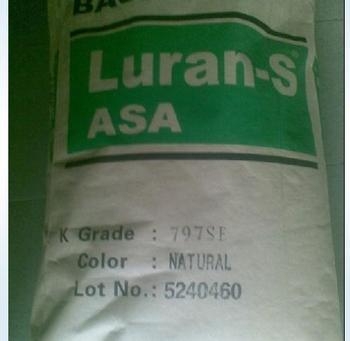 Luran-S®
ASA
K Grade : 797SE
Color : NATURAL
Lot No.: 5240460